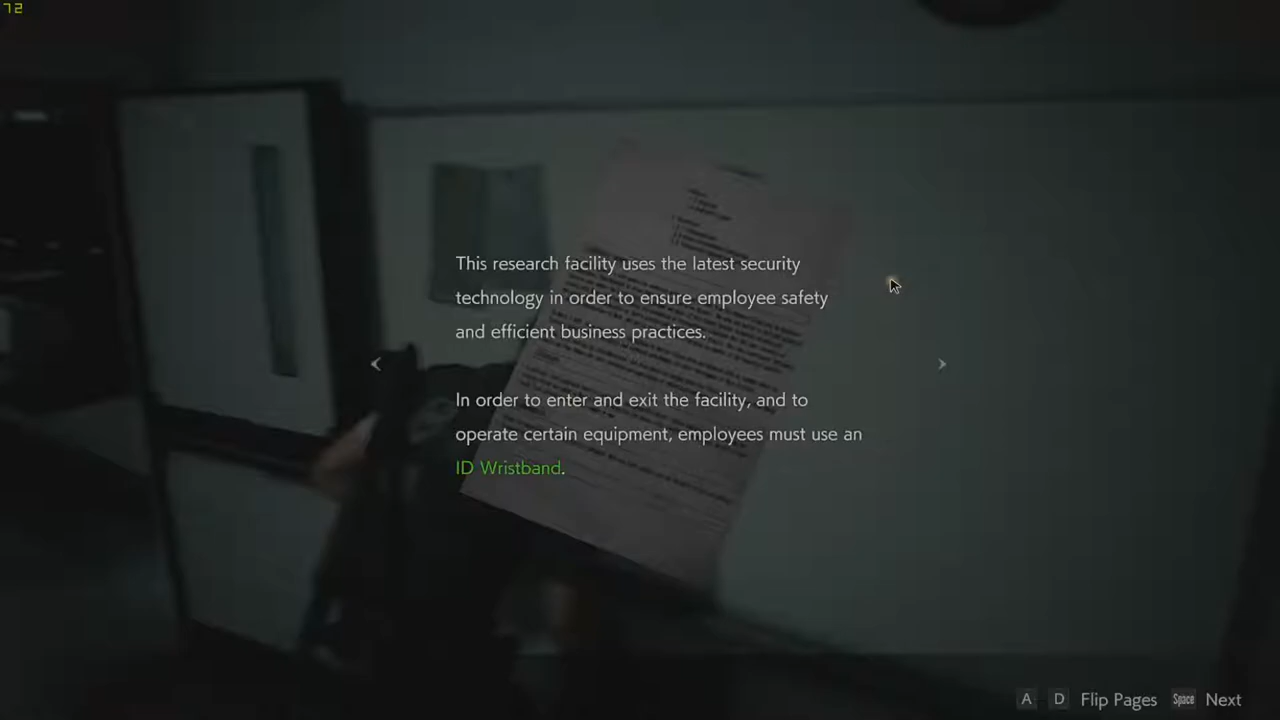 72
This research facility uses the latest security
technology in order to ensure employee safety
and efficient business practices.
In order to enter and exit the facility, and to
operate certain equipment, employees must use an
ID Wristband.
A D Flip Pages Space Next